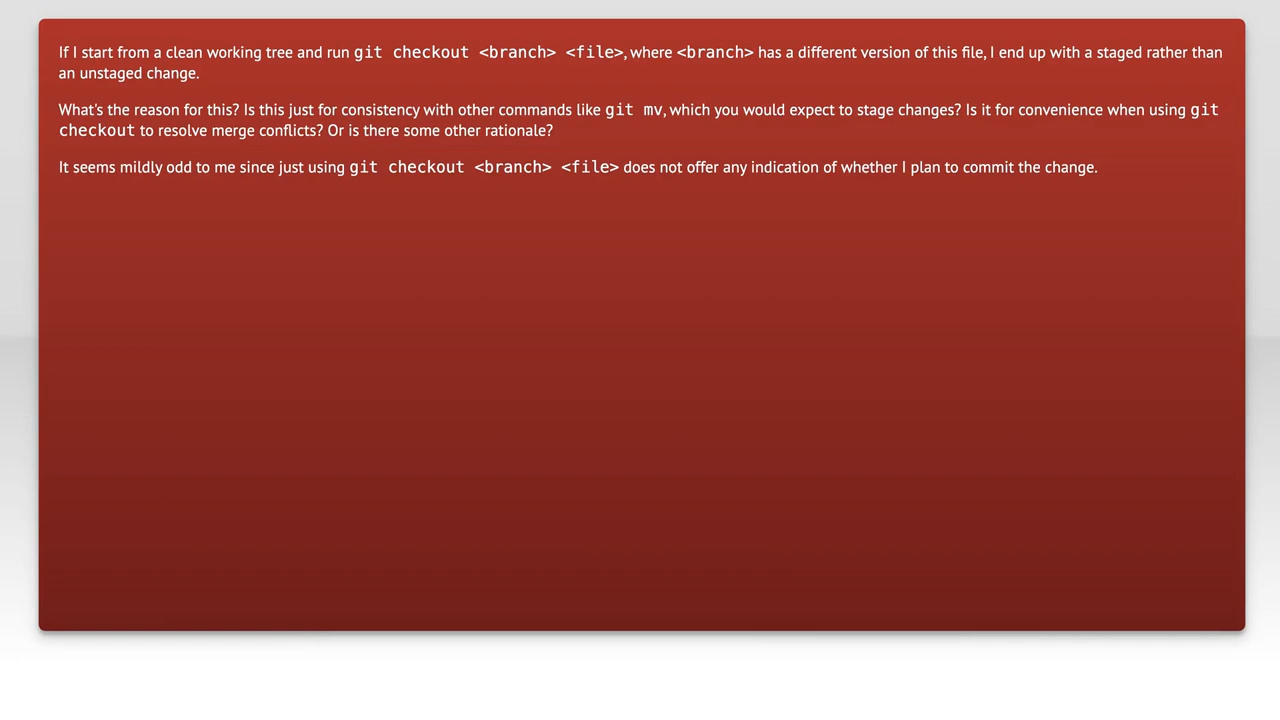 If I start from a clean working tree and run git checkout <branch> <file>, where <branch> has a different version of this file, I end up with a staged rather than
an unstaged change.
What's the reason for this? Is this just for consistency with other commands like git mv, which you would expect to stage changes? Is it for convenience when using git
checkout to resolve merge conflicts? Or is there some other rationale?
It seems mildly odd to me since just using git checkout <branch> <file> does not offer any indication of whether I plan to commit the change.